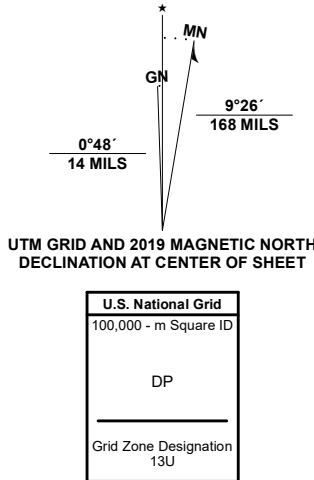 ★
MN
GN
9°26´
168 MILS
0°48´
14 MILS
UTM GRID AND 2019 MAGNETIC NORTH
DECLINATION AT CENTER OF SHEET
U.S. National Grid
100,000 - m Square ID
DP
Grid Zone Designation
13U